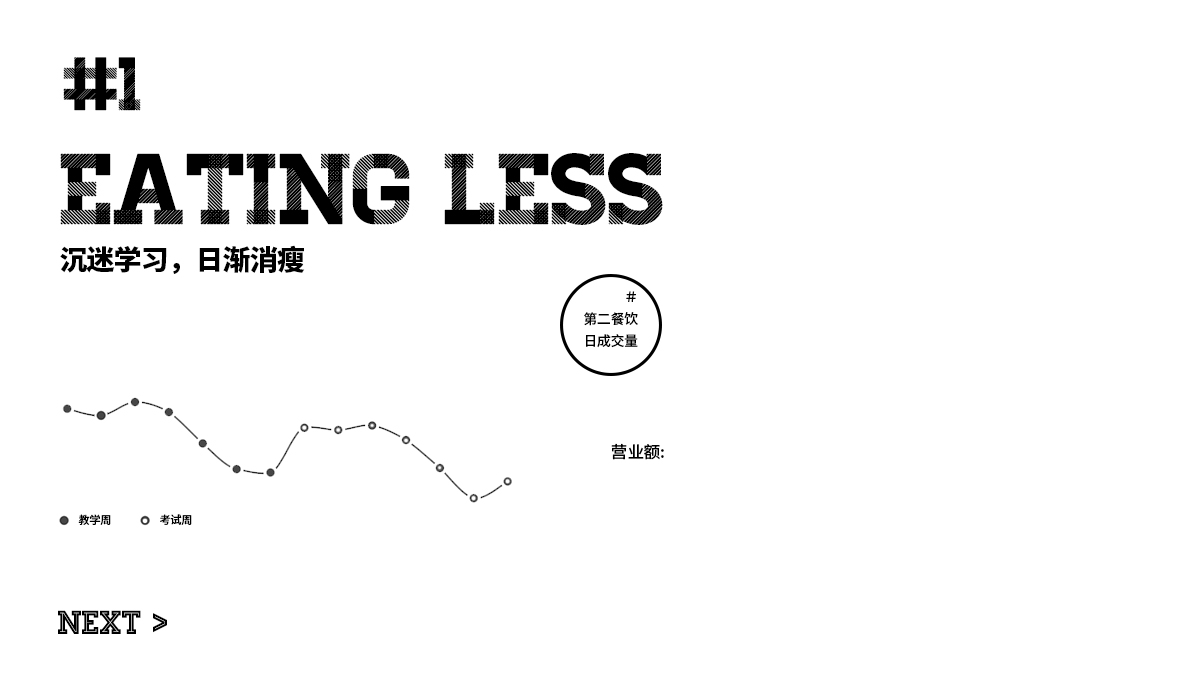 #1
EATING LESS
沉迷学习，日渐消瘦
#
第二餐饮
日成交量
营业额:
教学周
考试周
NEXT >